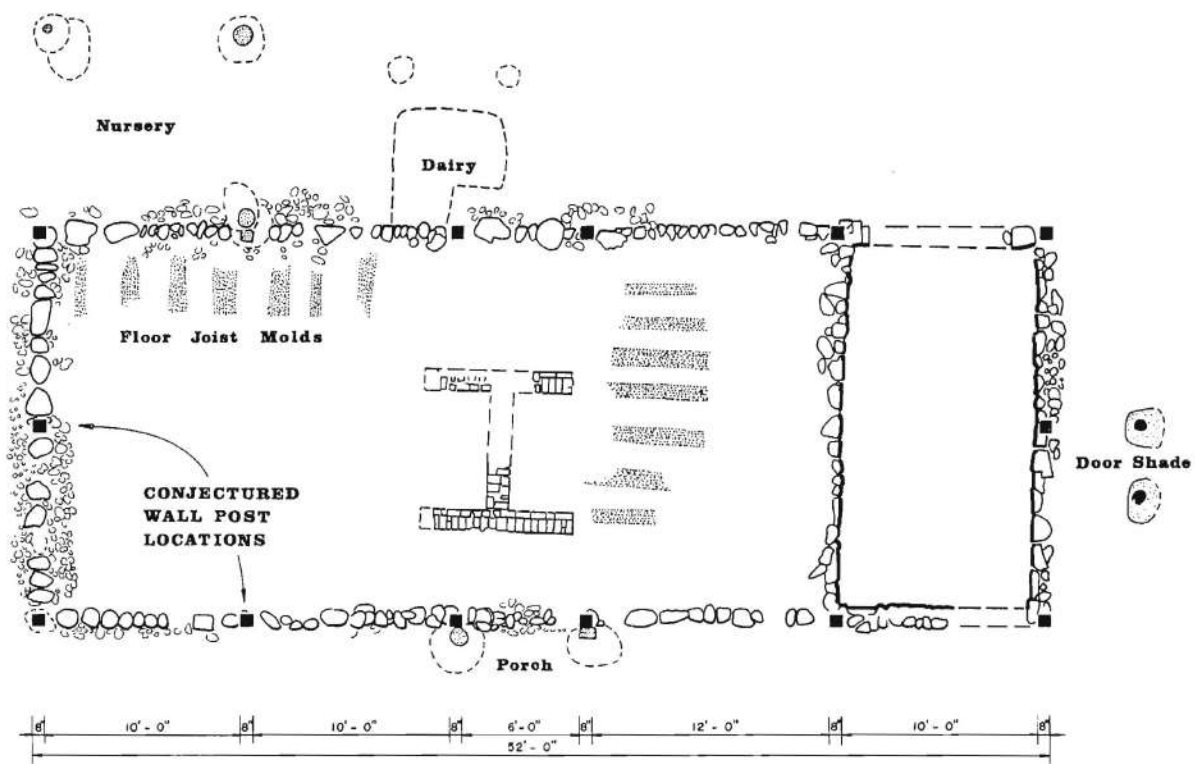 Nursery
Dairy
Floor Joist Molds
Door Shade
CONJECTURED
WALL POST
LOCATIONS
Porch
8" 10'-0" 8" 10'-0" 8" 6'-0" 8" 12'-0" 8" 10'-0" 8"
52'-0"